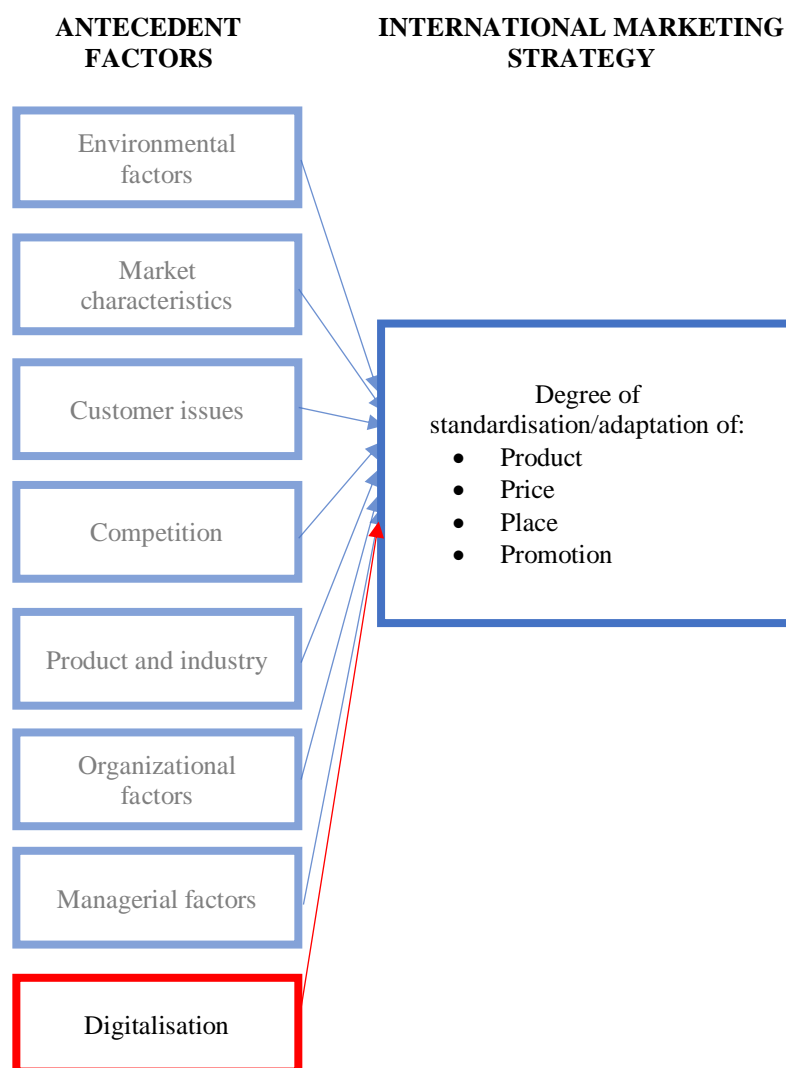 ANTECEDENT
FACTORS
INTERNATIONAL MARKETING
STRATEGY
Environmental
factors
Market
characteristics
Customer issues
Competition
Product and industry
Organizational
factors
Managerial factors
Digitalisation
Degree of
standardisation/adaptation of:
• Product
• Price
• Place
• Promotion